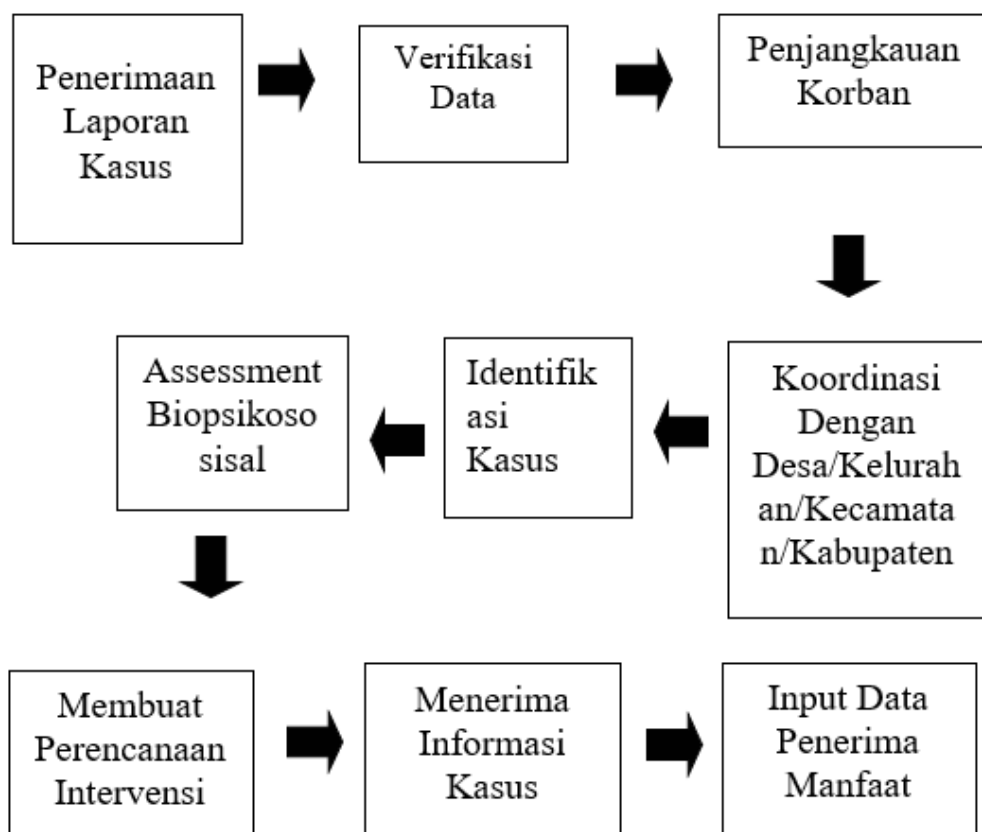 Penerimaan
Laporan
Kasus
Verifikasi
Data
Penjangkauan
Korban
Koordinasi
Dengan
Desa/Kelurah
an/Kecamata
n/Kabupaten
Identifik
asi
Kasus
Assessment
Biopsikoso
sisal
Membuat
Perencanaan
Intervensi
Menerima
Informasi
Kasus
Input Data
Penerima
Manfaat